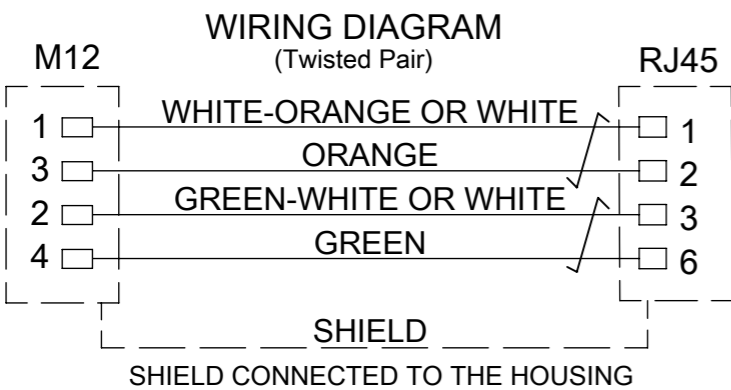 WIRING DIAGRAM
(Twisted Pair)
M12 RJ45
1 WHITE-ORANGE OR WHITE 1
3 ORANGE 2
2 GREEN-WHITE OR WHITE 3
4 GREEN 6
SHIELD
SHIELD CONNECTED TO THE HOUSING